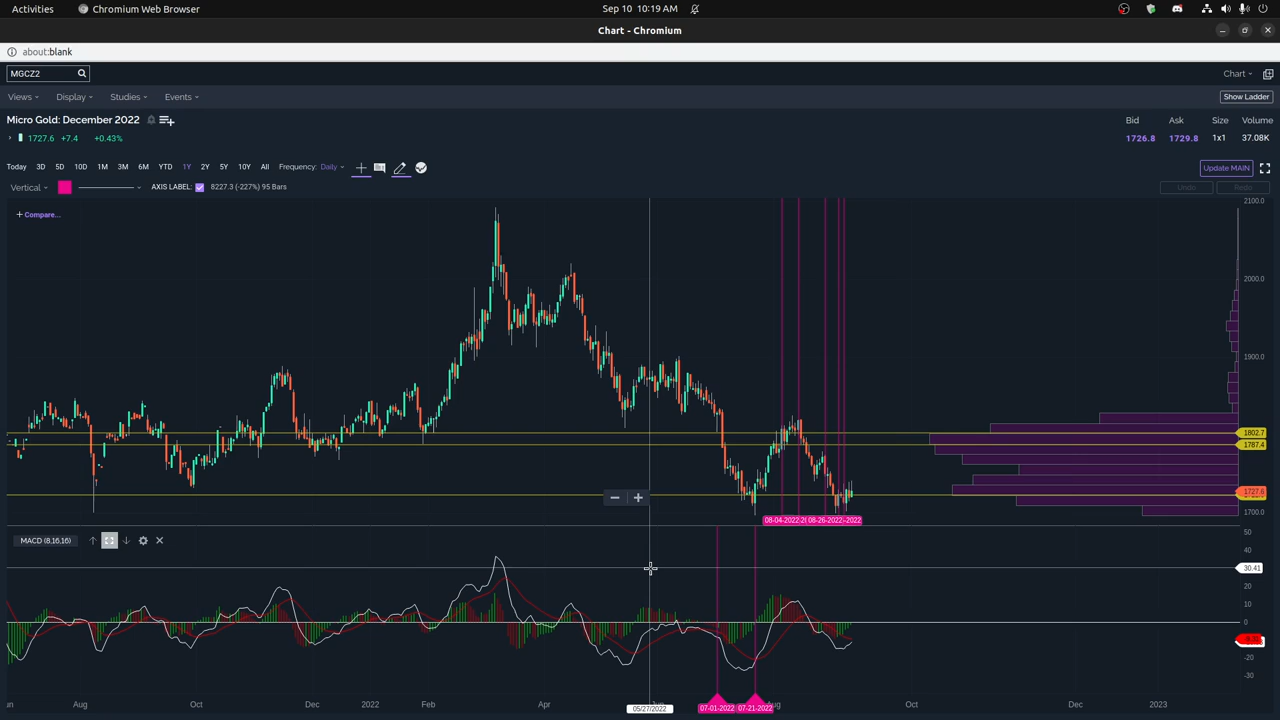 Activities Chromium Web Browser Sep 10 10:19 AM
Chart - Chromium
about:blank
MGCZ2 Chart
Views Display Studies Events Show Ladder
Micro Gold: December 2022 Bid Ask Size Volume
1727.6 +7.4 +0.43% 1726.8 1729.8 1x1 37.08K
Today 3D 5D 10D 1M 3M 6M YTD 1Y 2Y 5Y 10Y All Frequency: Daily Update MAIN
Vertical AXIS LABEL: 8227.3 (-227%) 95 Bars Undo Redo
2100.0
+ Compare...
2000.0
1900.0
1802.7
1787.4
1727.6
1700.0
08-04-2022 08-26-2022 -2022
50
MACD (8,16,16)
40
30.41
20
10
0
-20
-30
Aug Oct Dec 2022 Feb Apr Aug Oct Dec 2023
05/27/2022 07-01-2022 07-21-2022